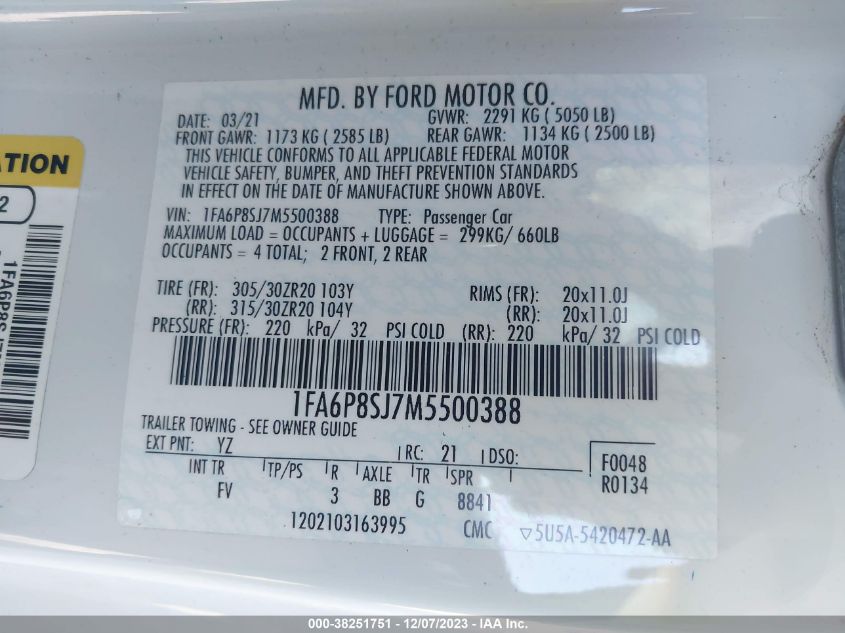 MFD. BY FORD MOTOR CO.
DATE: 03/21 GVWR: 2291 KG ( 5050 LB)
FRONT GAWR: 1173 KG ( 2585 LB) REAR GAWR: 1134 KG ( 2500 LB)
THIS VEHICLE CONFORMS TO ALL APPLICABLE FEDERAL MOTOR
VEHICLE SAFETY, BUMPER, AND THEFT PREVENTION STANDARDS
IN EFFECT ON THE DATE OF MANUFACTURE SHOWN ABOVE.
VIN: 1FA6P8SJ7M5500388 TYPE: Passenger Car
MAXIMUM LOAD = OCCUPANTS + LUGGAGE = 299KG/ 660LB
OCCUPANTS = 4 TOTAL; 2 FRONT, 2 REAR
TIRE (FR): 305/30ZR20 103Y RIMS (FR): 20x11.0J
(RR): 315/30ZR20 104Y (RR): 20x11.0J
PRESSURE (FR): 220 kPa/ 32 PSI COLD (RR): 220 kPa/ 32 PSI COLD
1FA6P8SJ7M5500388
TRAILER TOWING - SEE OWNER GUIDE
EXT PNT: YZ RC: 21 DSO:
INT TR TP/PS R AXLE TR SPR
FV 3 BB G 8841
F0048
R0134
1202103163995 CMC ▽5U5A-5420472-AA
ATION
2
1FA6P8SJ7
000-38251751 - 12/07/2023 - IAA Inc.